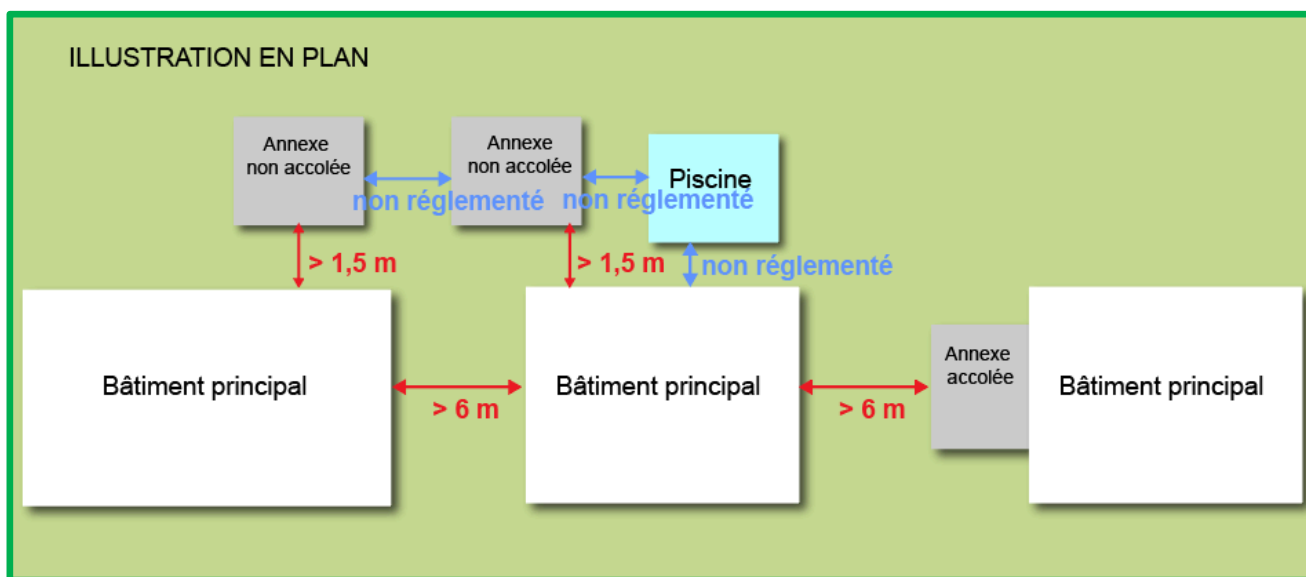 ILLUSTRATION EN PLAN
Annexe
non accolée
Annexe
non accolée
Piscine
non réglementé
non réglementé
> 1,5 m
> 1,5 m
non réglementé
Bâtiment principal
> 6 m
Bâtiment principal
> 6 m
Annexe
accolée
Bâtiment principal